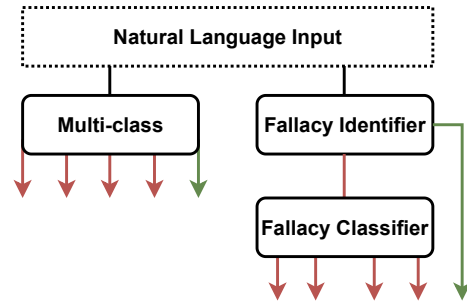 Natural Language Input
Multi-class
Fallacy Identifier
Fallacy Classifier